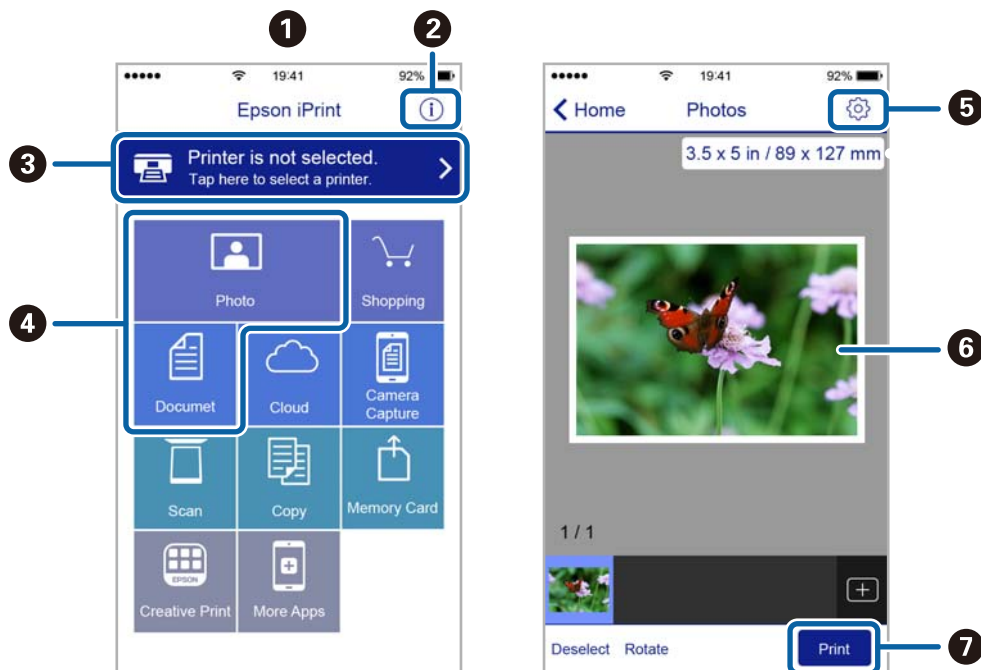 1
2
19:41
92%
Epson iPrint
3
Printer is not selected.
Tap here to select a printer.
4
Photo
Shopping
Documet
Cloud
Camera
Capture
Scan
Copy
Memory Card
EPSON
Creative Print
More Apps
19:41
92%
Home
Photos
5
3.5 x 5 in / 89 x 127 mm
6
1 / 1
Deselect
Rotate
Print
7